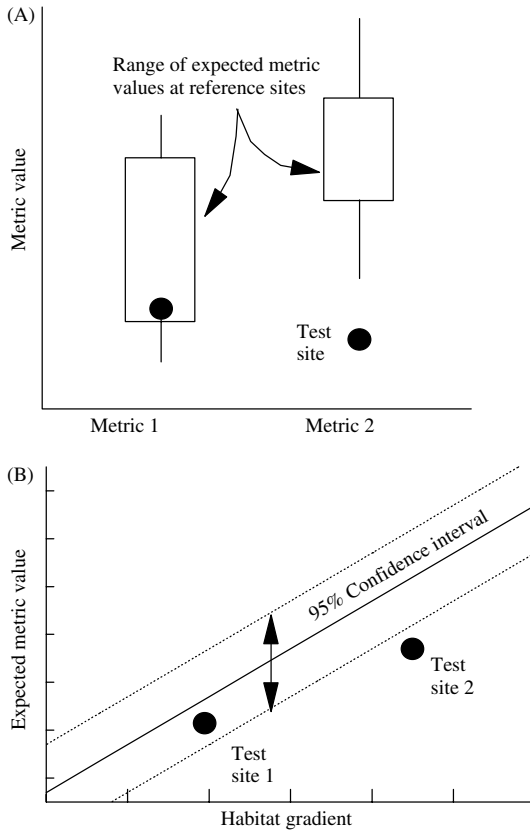 (A)
Range of expected metric
values at reference sites
Metric value
Test
site
Metric 1
Metric 2
(B)
95% Confidence interval
Expected metric value
Test
site 2
Test
site 1
Habitat gradient